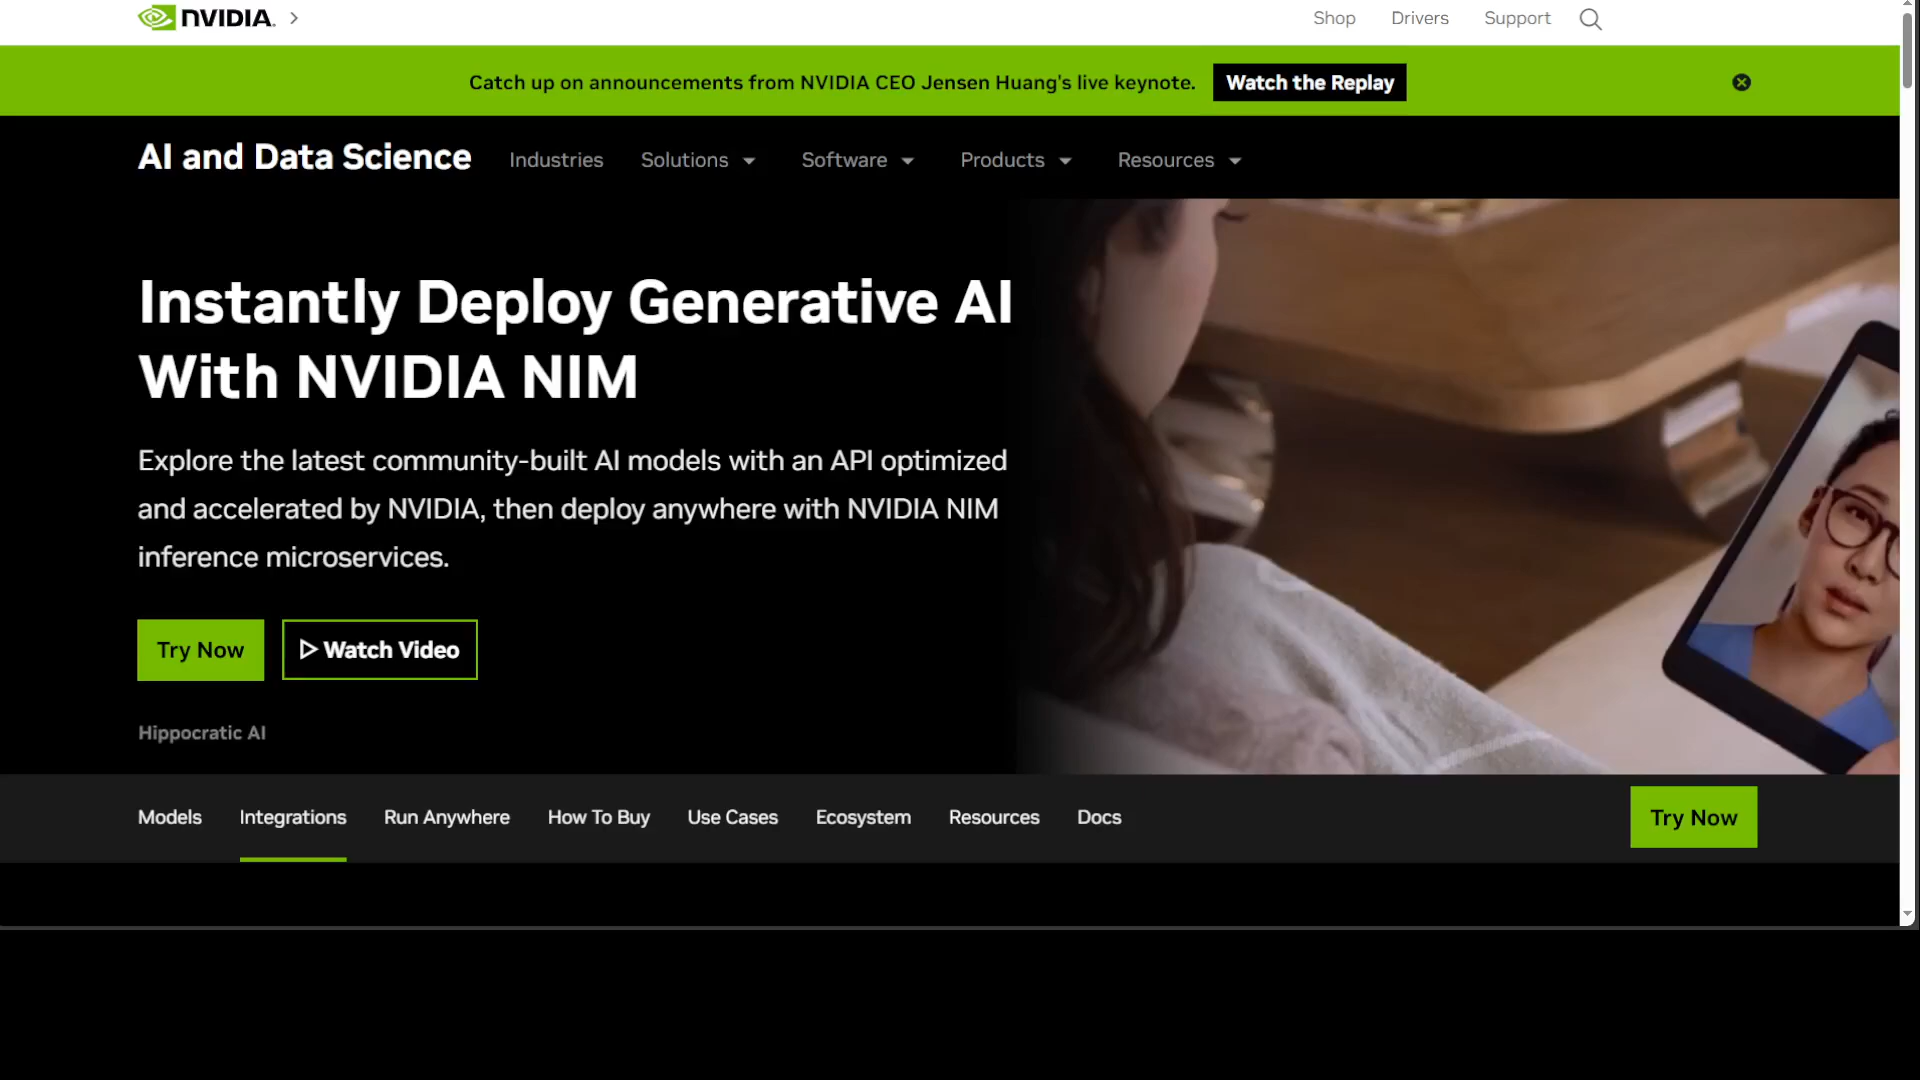 NVIDIA
Shop
Drivers
Support
Catch up on announcements from NVIDIA CEO Jensen Huang's live keynote.
Watch the Replay
AI and Data Science
Industries
Solutions
Software
Products
Resources
Instantly Deploy Generative AI
With NVIDIA NIM
Explore the latest community-built AI models with an API optimized
and accelerated by NVIDIA, then deploy anywhere with NVIDIA NIM
inference microservices.
Try Now
Watch Video
Hippocratic AI
Models
Integrations
Run Anywhere
How To Buy
Use Cases
Ecosystem
Resources
Docs
Try Now